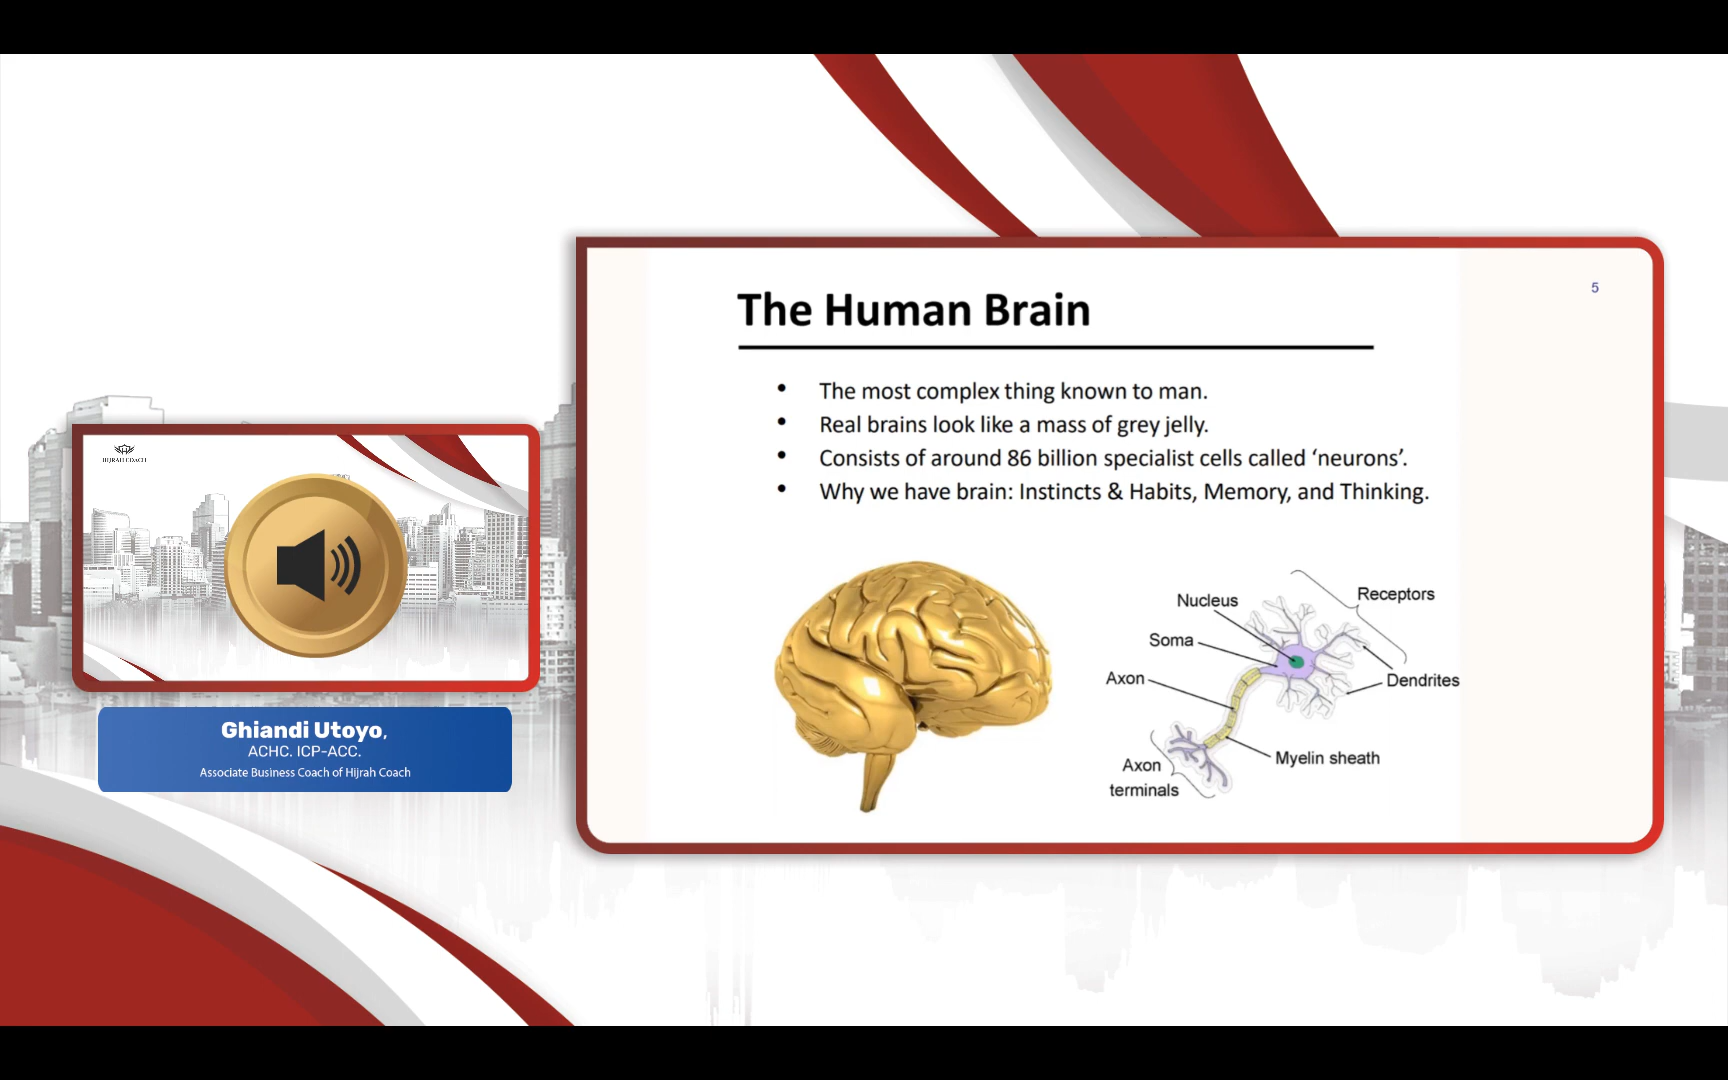 HIJRAH COACH
Ghiandi Utoyo,
ACHC. ICP-ACC.
Associate Business Coach of Hijrah Coach
5
The Human Brain
• The most complex thing known to man.
• Real brains look like a mass of grey jelly.
• Consists of around 86 billion specialist cells called ‘neurons’.
• Why we have brain: Instincts & Habits, Memory, and Thinking.
Receptors
Nucleus
Soma
Axon
Dendrites
Myelin sheath
Axon
terminals